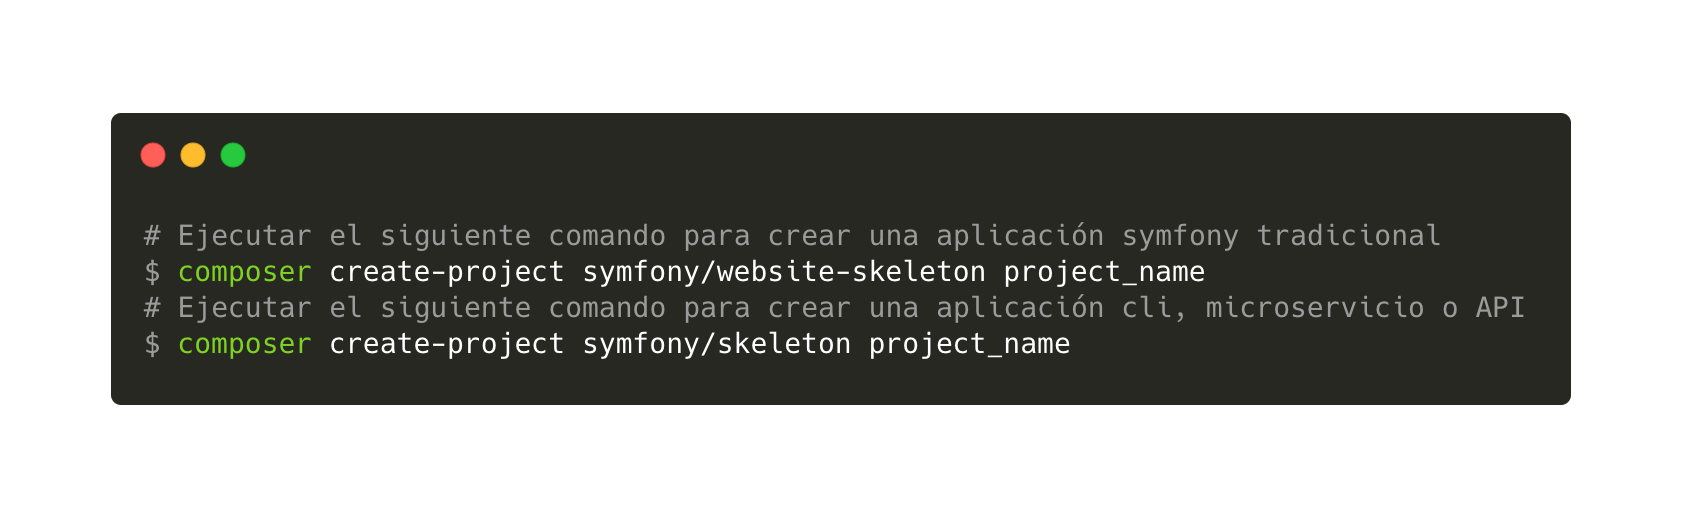 # Ejecutar el siguiente comando para crear una aplicación symfony tradicional
$ composer create-project symfony/website-skeleton project_name
# Ejecutar el siguiente comando para crear una aplicación cli, microservicio o API
$ composer create-project symfony/skeleton project_name